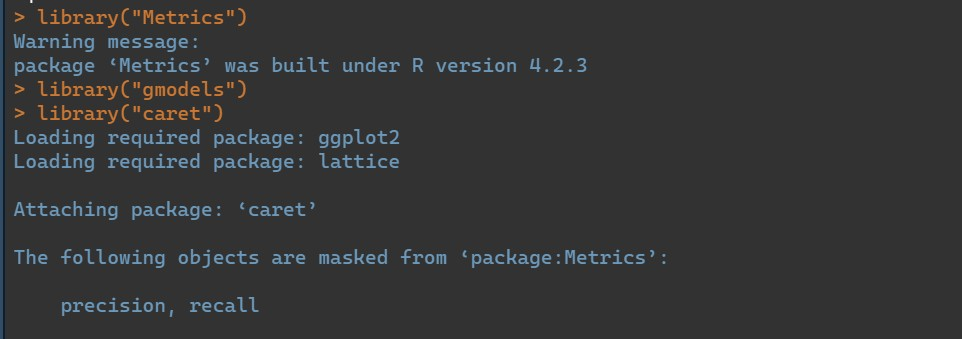 > library("Metrics")
Warning message:
package ‘Metrics’ was built under R version 4.2.3
> library("gmodels")
> library("caret")
Loading required package: ggplot2
Loading required package: lattice
Attaching package: ‘caret’
The following objects are masked from ‘package:Metrics’:
precision, recall